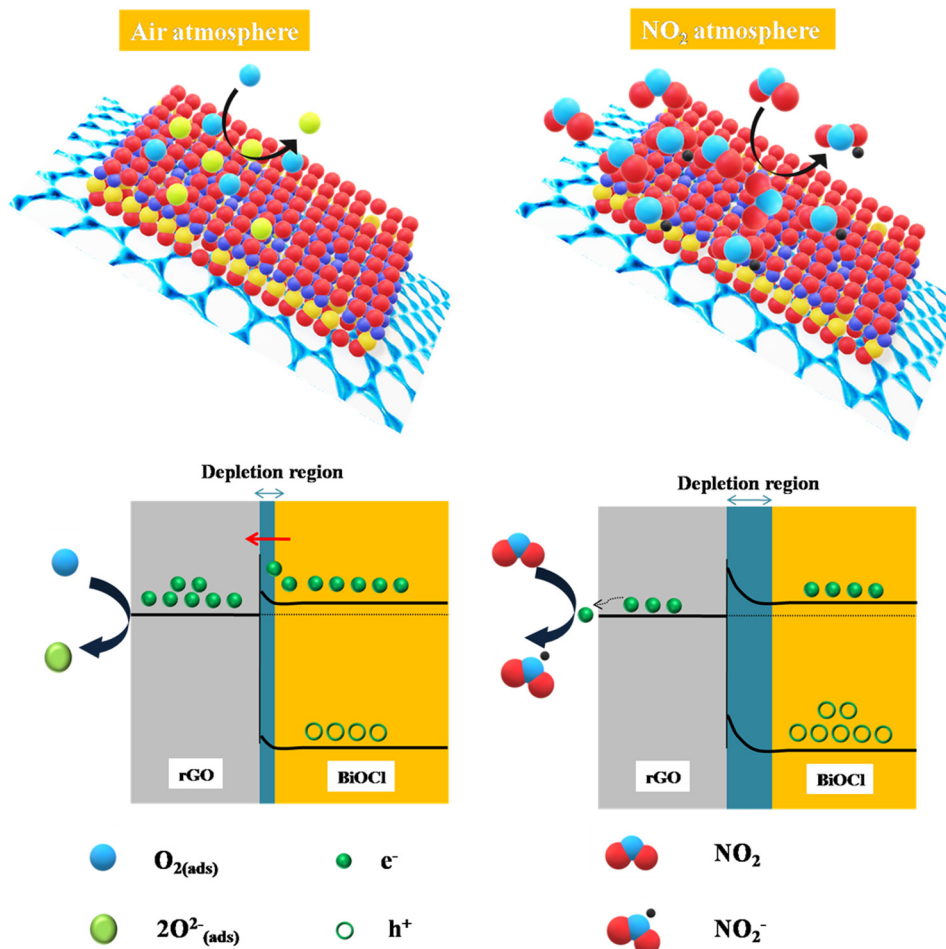 Air atmosphere
NO₂ atmosphere
Depletion region
Depletion region
rGO
BiOCl
rGO
BiOCl
O₂₍ads₎
e⁻
NO₂
2O²⁻₍ads₎
h⁺
NO₂⁻